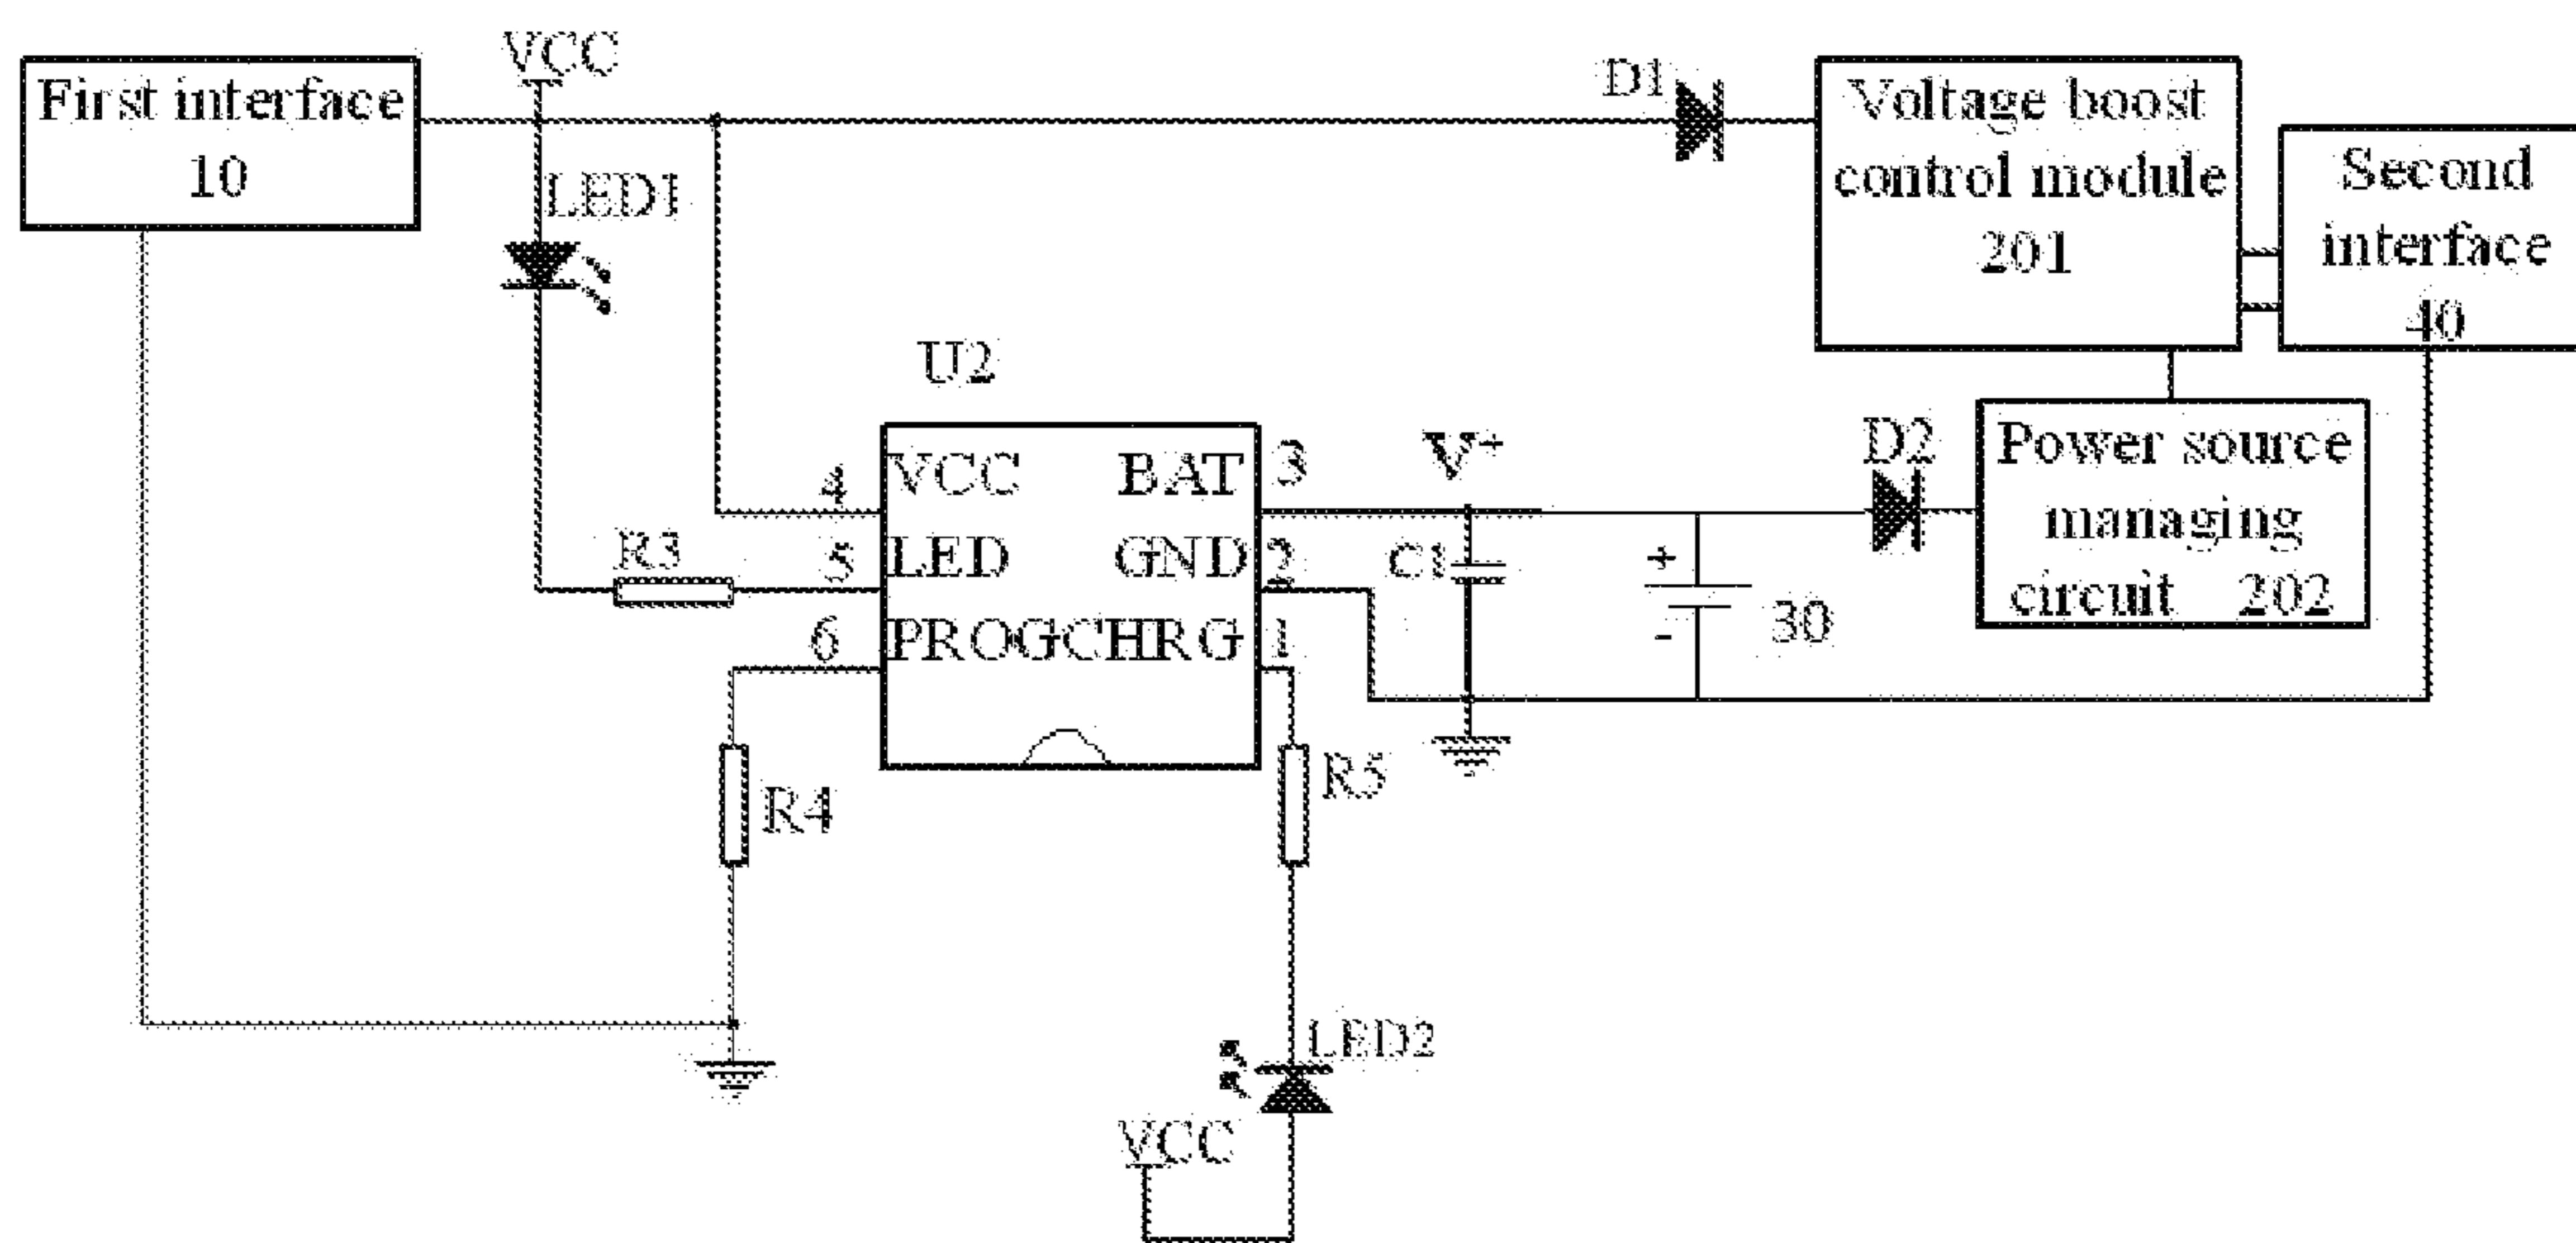 First interface
10
VCC
LED1
D1
Voltage boost
control module
201
Second
interface
40
U2
4
5
6
VCC
LED
PROG
BAT
GND
CHRG
3
2
1
V+
C1
+
-
30
D2
Power source
managing
circuit 202
R3
R4
R5
LED2
VCC